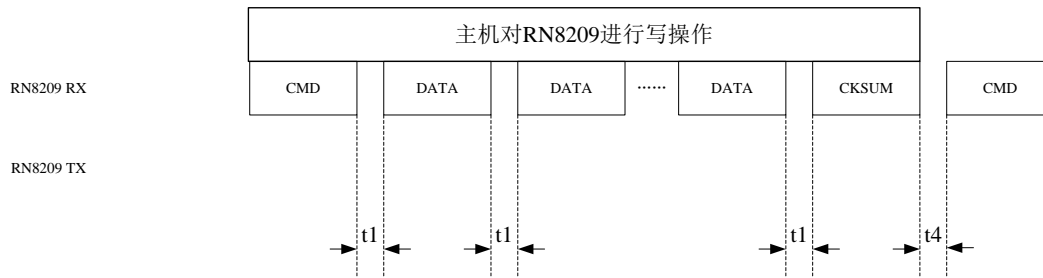 主机对RN8209进行写操作
RN8209 RX
CMD
DATA
DATA
······
DATA
CKSUM
CMD
RN8209 TX
t1
t1
t1
t4